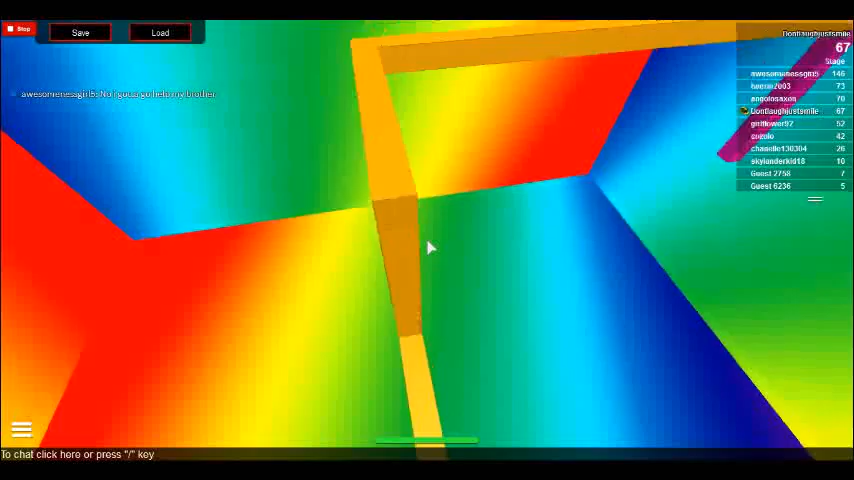 Stop
Save
Load
Dontlaughjustsmile
67
Stage
awesomenessgirl5: No i gotta go help my brother
awesomenessgirl5 146
73
angolosaxon 70
Dontlaughjustsmile 67
girlflower92 52
42
chanelle130304 26
skylanderkid18 10
Guest 2758 7
Guest 6236 5
To chat click here or press "/" key